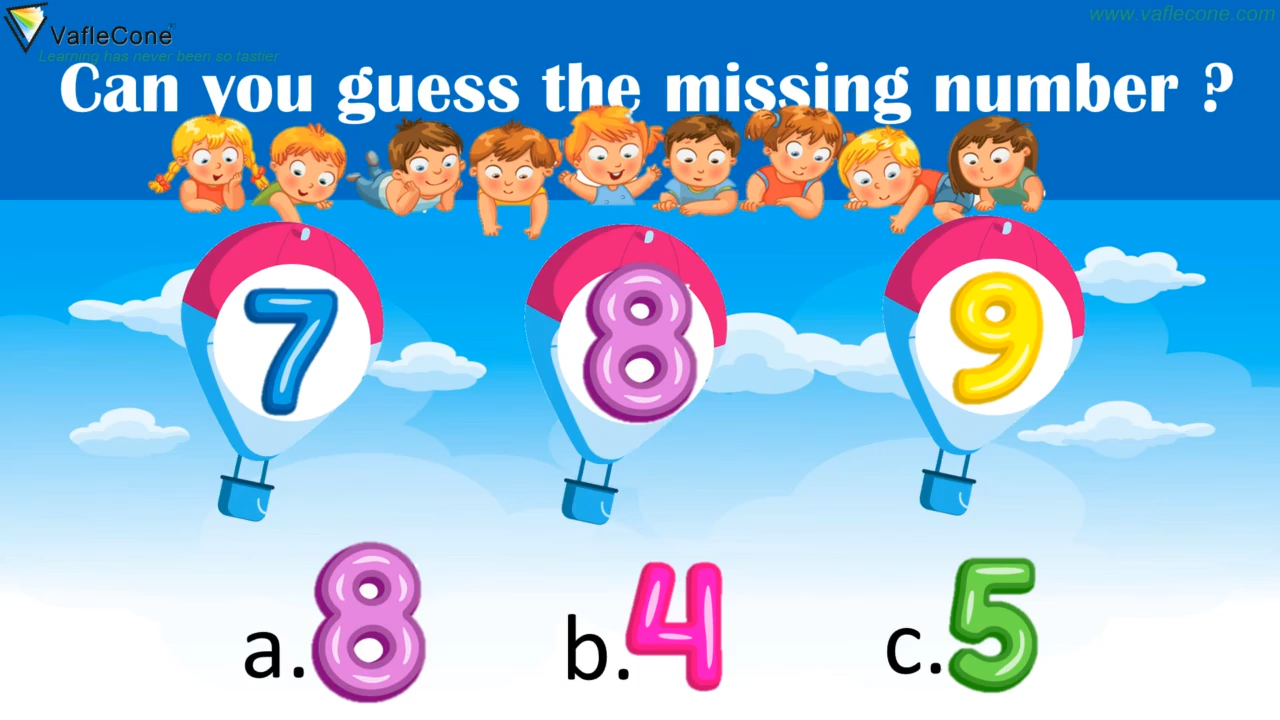 www.vaflecone.com
VafleCone
Learning has never been so tastier
Can you guess the missing number ?
7 8 9
a.8 b.4 c.5